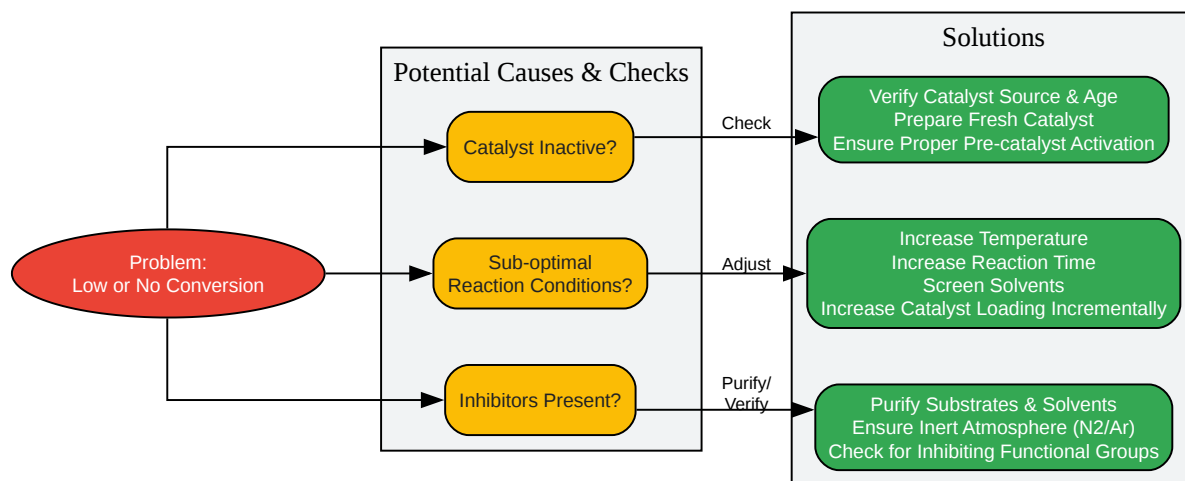 Solutions
Potential Causes & Checks
Verify Catalyst Source & Age
Prepare Fresh Catalyst
Ensure Proper Pre-catalyst Activation
Check
Catalyst Inactive?
Problem:
Low or No Conversion
Sub-optimal
Reaction Conditions?
Adjust
Increase Temperature
Increase Reaction Time
Screen Solvents
Increase Catalyst Loading Incrementally
Inhibitors Present?
Purify/
Verify
Purify Substrates & Solvents
Ensure Inert Atmosphere (N2/Ar)
Check for Inhibiting Functional Groups